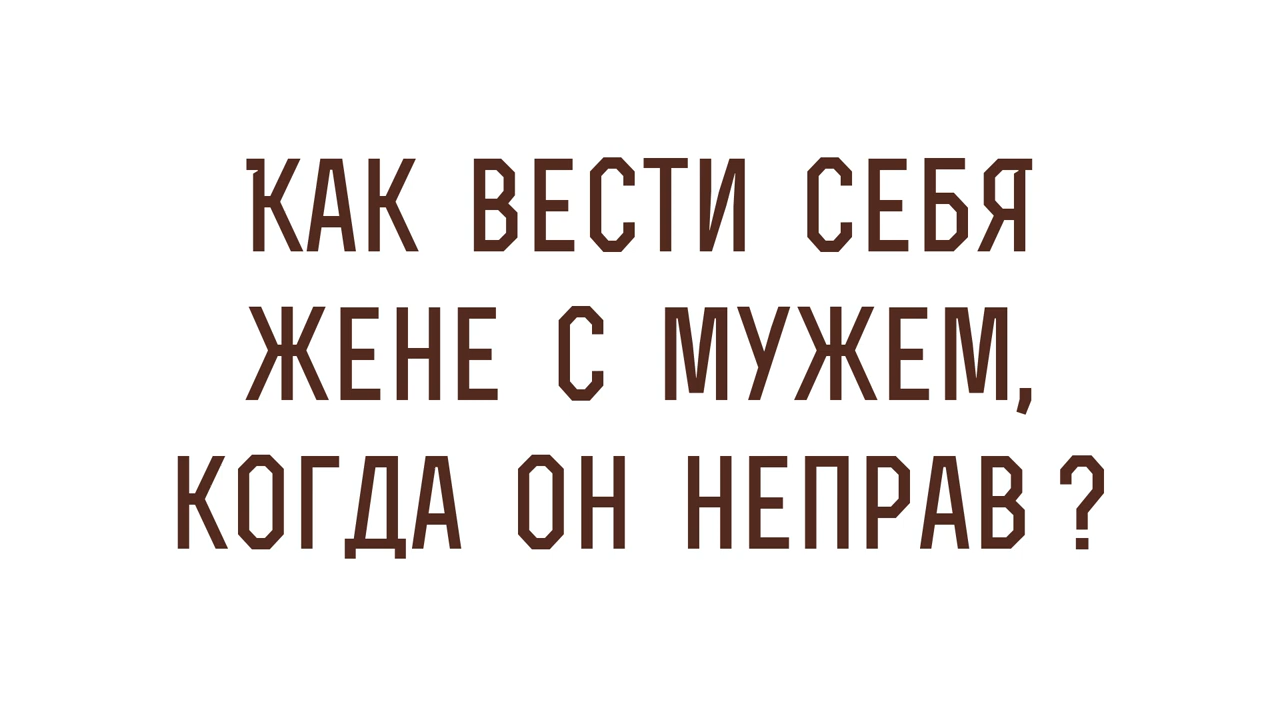 КАК ВЕСТИ СЕБЯ
ЖЕНЕ С МУЖЕМ,
КОГДА ОН НЕПРАВ ?